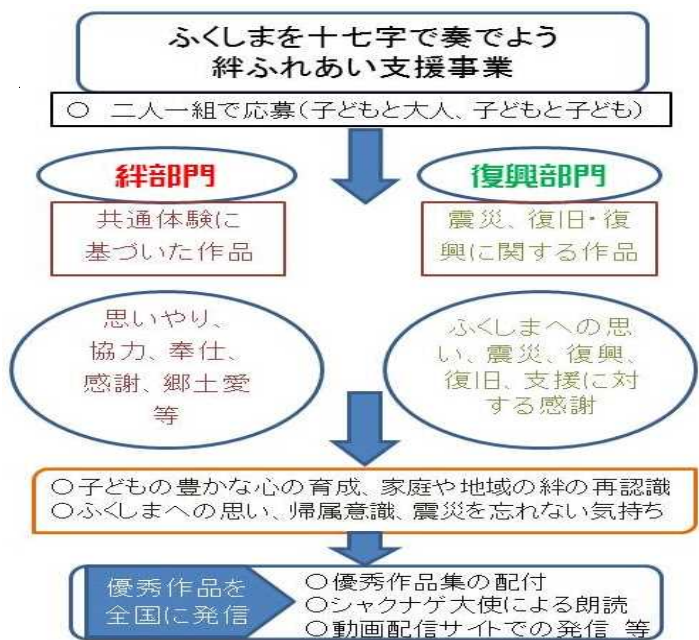 ふくしまを十七字で奏でよう
絆ふれあい支援事業
○ 二人一組で応募(子どもと大人、子どもと子ども)
絆部門
共通体験に
基づいた作品
思いやり、
協力、奉仕、
感謝、郷土愛
等
復興部門
震災、復旧・復
興に関する作品
ふくしまへの思
い、震災、復興、
復旧、支援に対
する感謝
○子どもの豊かな心の育成、家庭や地域の絆の再認識
○ふくしまへの思い、帰属意識、震災を忘れない気持ち
優秀作品を
全国に発信
○優秀作品集の配付
○シャクナゲ大使による朗読
○動画配信サイトでの発信 等